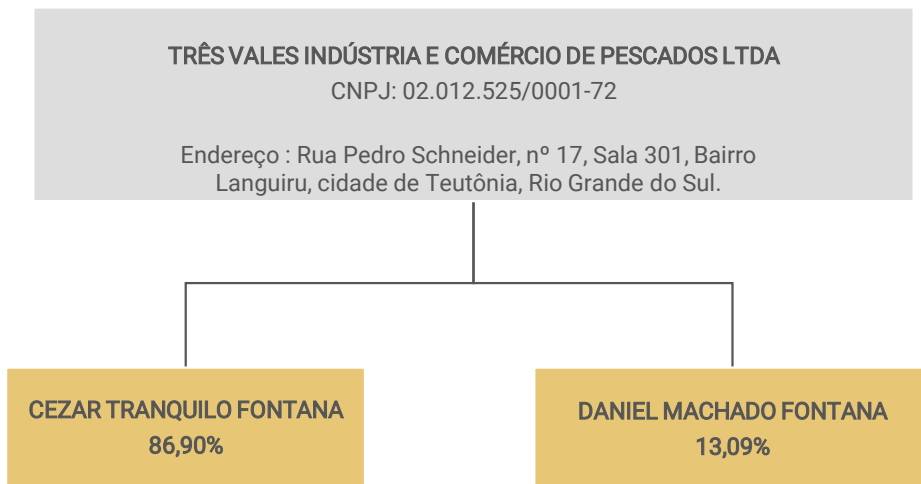 TRÊS VALES INDÚSTRIA E COMÉRCIO DE PESCADOS LTDA
CNPJ: 02.012.525/0001-72
Endereço : Rua Pedro Schneider, nº 17, Sala 301, Bairro
Languiru, cidade de Teutônia, Rio Grande do Sul.
CEZAR TRANQUILO FONTANA
86,90%
DANIEL MACHADO FONTANA
13,09%